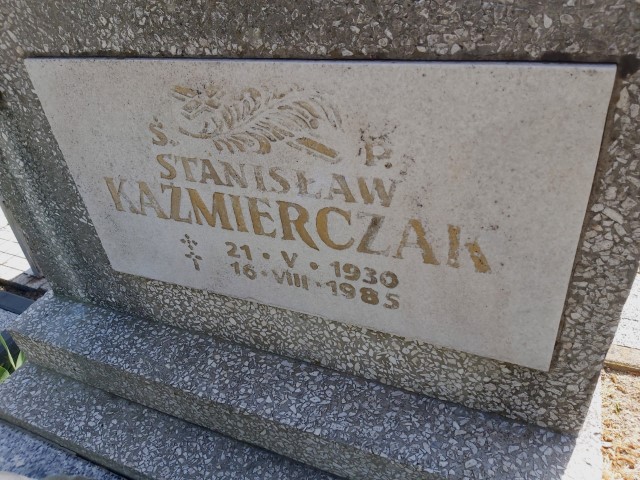 Ś. P.
STANISŁAW
KAŹMIERCZAK
21 · V · 1930
16 · VIII · 1985